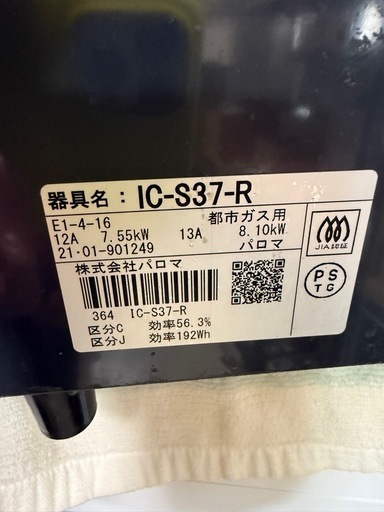 器具名: IC-S37-R
E1-4-16 都市ガス用
12A 7.55kW 13A 8.10kW
21·01-901249 パロマ
株式会社パロマ
364 IC-S37-R
区分C 効率56.3%
区分J 効率192Wh
JIA認証
PS
TG